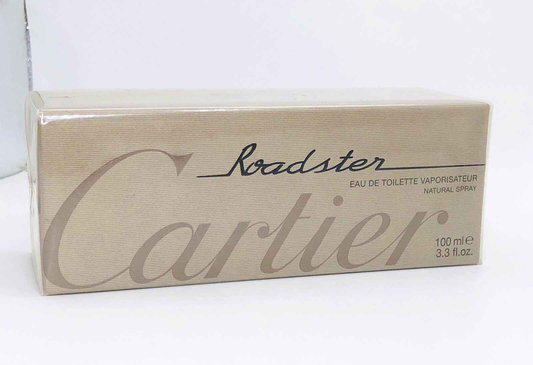 Roadster
EAU DE TOILETTE VAPORISATEUR
NATURAL SPRAY
Cartier
100 ml e
3.3 fl.oz.